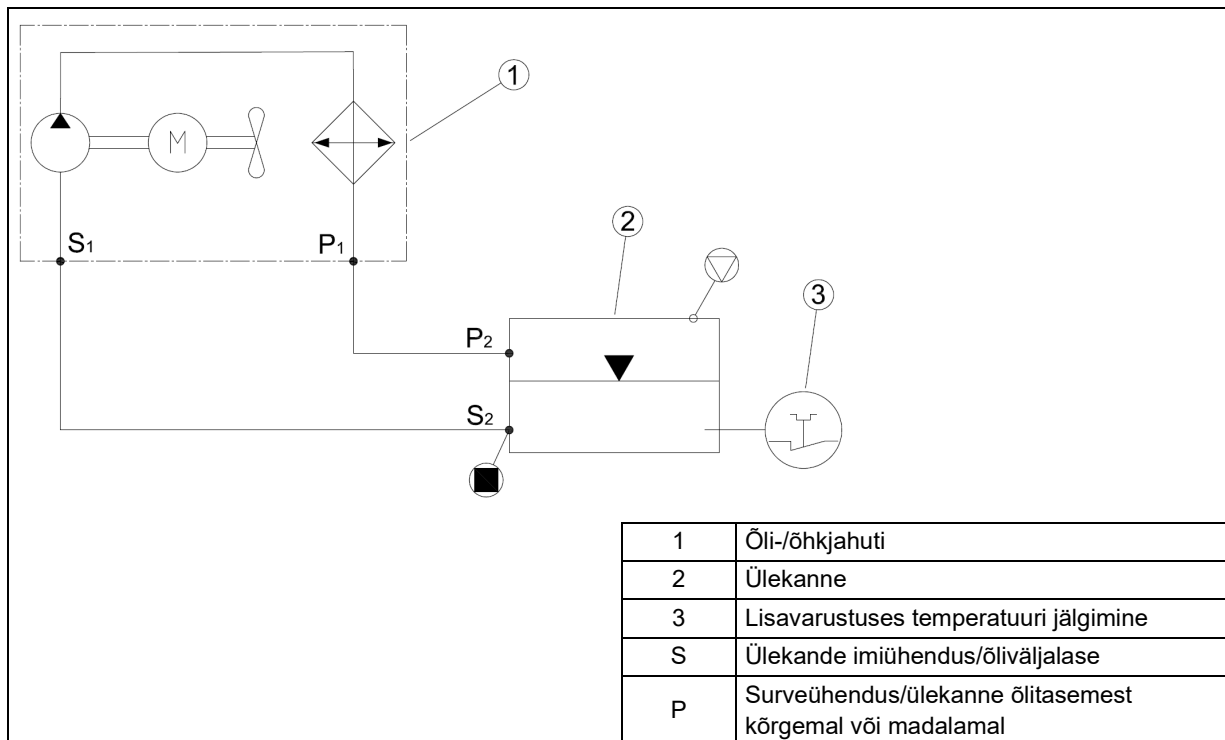 1
M
S1
P1
2
3
P2
S2
1 Õli-/õhkjahuti
2 Ülekanne
3 Lisavarustuses temperatuuri jälgimine
S Ülekande imiühendus/õliväljalase
P Surveühendus/ülekanne õlitasemest
kõrgemal või madalamal